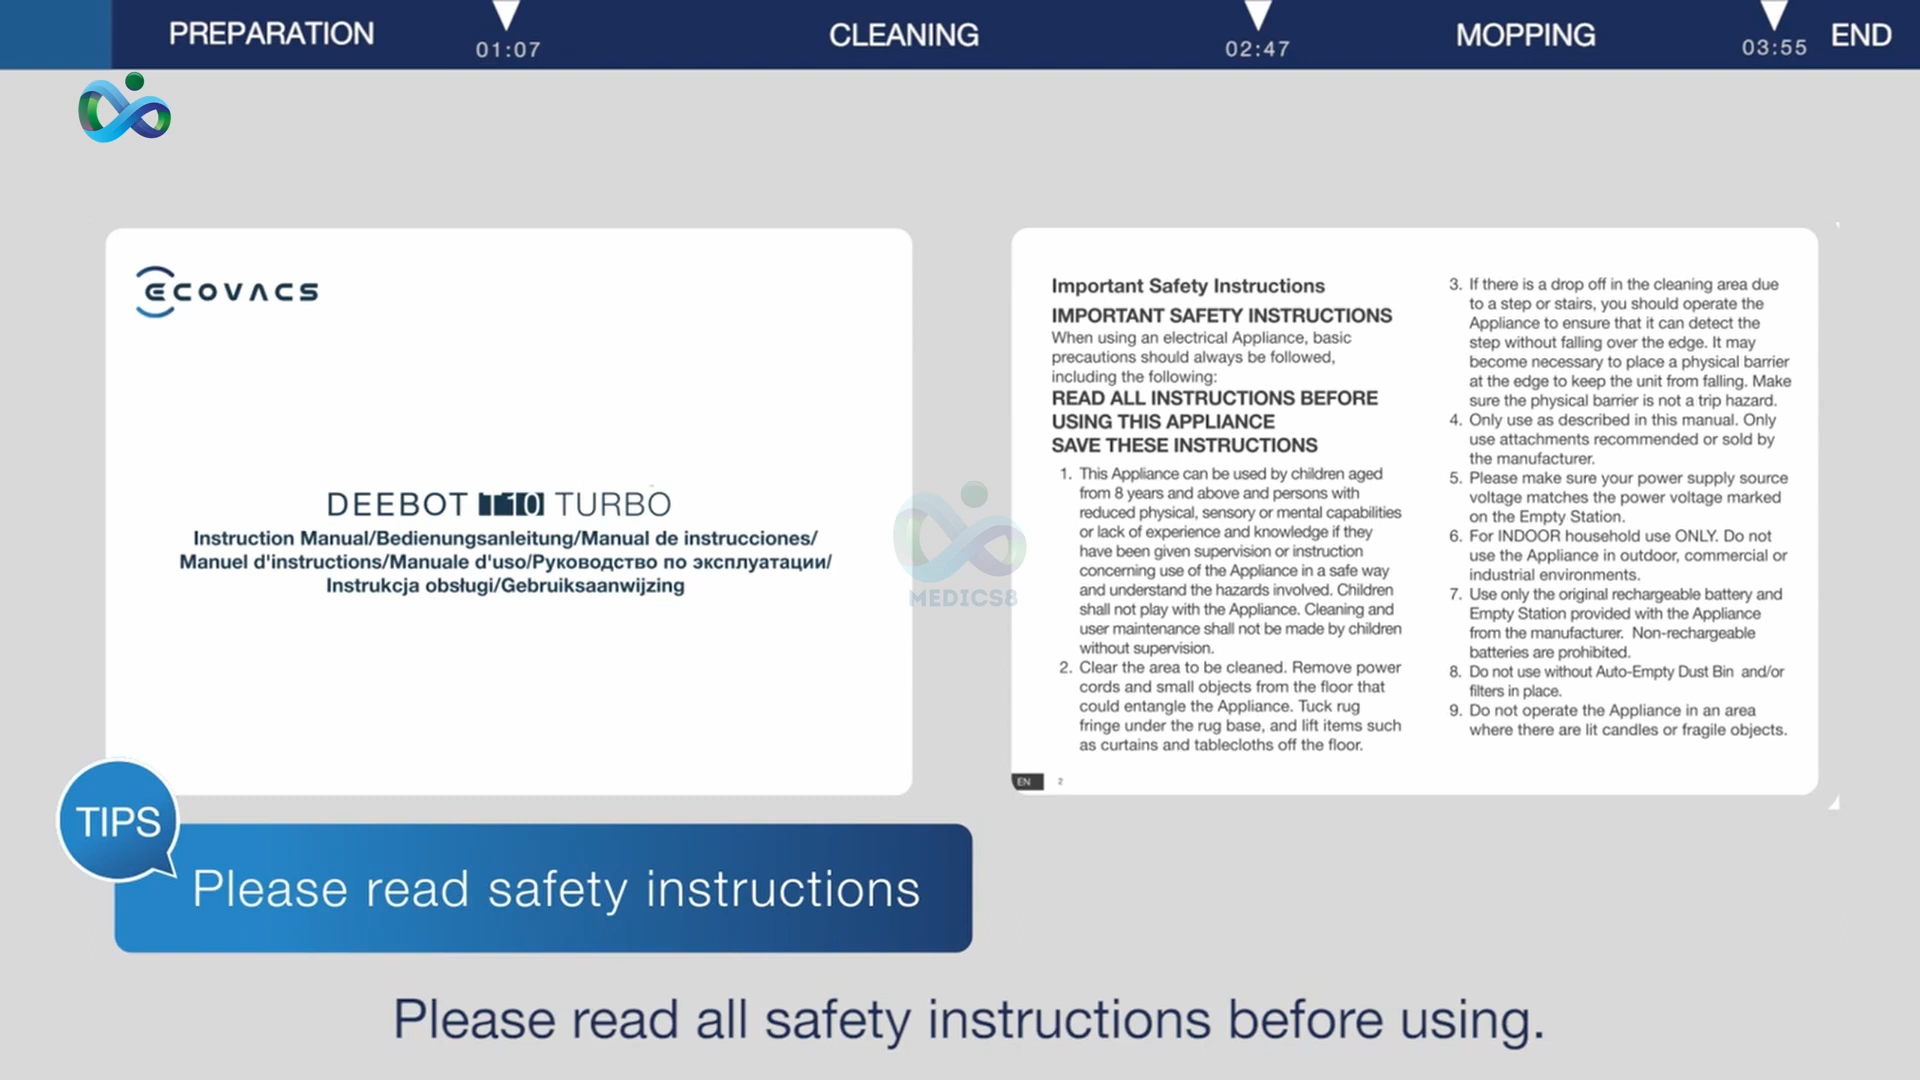 PREPARATION
01:07
CLEANING
02:47
MOPPING
03:55
END
ECOVACS
DEEBOT T10 TURBO
Instruction Manual/Bedienungsanleitung/Manual de instrucciones/
Manuel d'instructions/Manuale d'uso/Руководство по эксплуатации/
Instrukcja obsługi/Gebruiksaanwijzing
Important Safety Instructions
IMPORTANT SAFETY INSTRUCTIONS
When using an electrical Appliance, basic
precautions should always be followed,
including the following:
READ ALL INSTRUCTIONS BEFORE
USING THIS APPLIANCE
SAVE THESE INSTRUCTIONS
1. This Appliance can be used by children aged
from 8 years and above and persons with
reduced physical, sensory or mental capabilities
or lack of experience and knowledge if they
have been given supervision or instruction
concerning use of the Appliance in a safe way
and understand the hazards involved. Children
shall not play with the Appliance. Cleaning and
user maintenance shall not be made by children
without supervision.
2. Clear the area to be cleaned. Remove power
cords and small objects from the floor that
could entangle the Appliance. Tuck rug
fringe under the rug base, and lift items such
as curtains and tablecloths off the floor.
3. If there is a drop off in the cleaning area due
to a step or stairs, you should operate the
Appliance to ensure that it can detect the
step without falling over the edge. It may
become necessary to place a physical barrier
at the edge to keep the unit from falling. Make
sure the physical barrier is not a trip hazard.
4. Only use as described in this manual. Only
use attachments recommended or sold by
the manufacturer.
5. Please make sure your power supply source
voltage matches the power voltage marked
on the Empty Station.
6. For INDOOR household use ONLY. Do not
use the Appliance in outdoor, commercial or
industrial environments.
7. Use only the original rechargeable battery and
Empty Station provided with the Appliance
from the manufacturer. Non-rechargeable
batteries are prohibited.
8. Do not use without Auto-Empty Dust Bin and/or
filters in place.
9. Do not operate the Appliance in an area
where there are lit candles or fragile objects.
EN 2
MEDICS8
TIPS
Please read safety instructions
Please read all safety instructions before using.